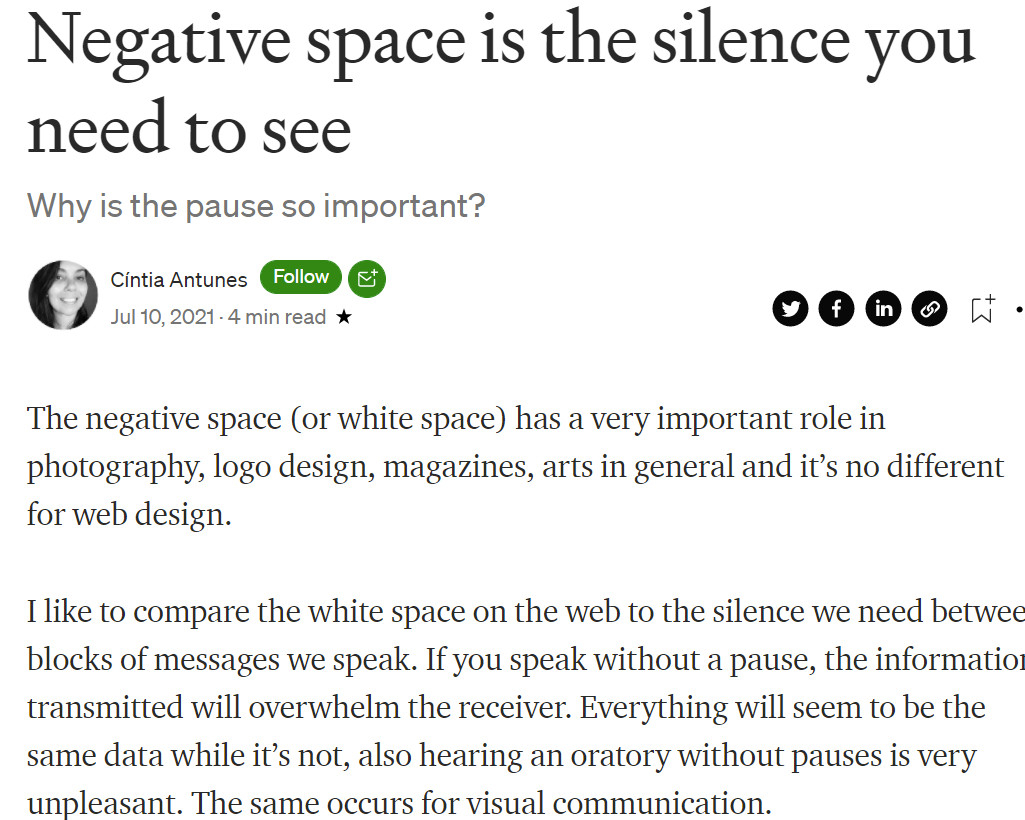 Negative space is the silence you
need to see
Why is the pause so important?
Cíntia Antunes Follow
Jul 10, 2021 · 4 min read ★
The negative space (or white space) has a very important role in
photography, logo design, magazines, arts in general and it’s no different
for web design.
I like to compare the white space on the web to the silence we need betwee
blocks of messages we speak. If you speak without a pause, the information
transmitted will overwhelm the receiver. Everything will seem to be the
same data while it’s not, also hearing an oratory without pauses is very
unpleasant. The same occurs for visual communication.